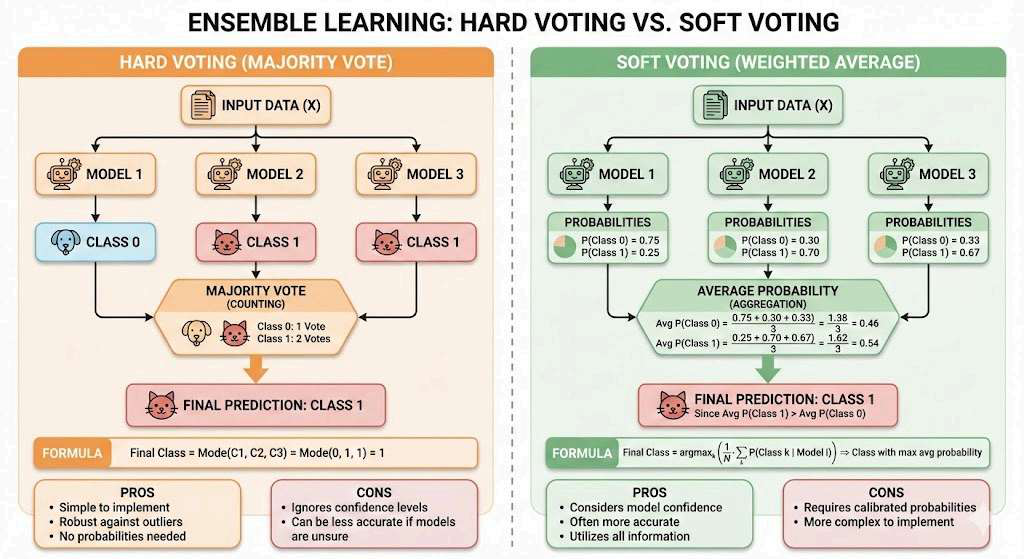 ENSEMBLE LEARNING: HARD VOTING VS. SOFT VOTING
HARD VOTING (MAJORITY VOTE)
INPUT DATA (X)
MODEL 1
MODEL 2
MODEL 3
CLASS 0
CLASS 1
CLASS 1
MAJORITY VOTE
(COUNTING)
Class 0: 1 Vote
Class 1: 2 Votes
FINAL PREDICTION: CLASS 1
FORMULA
Final Class = Mode(C1, C2, C3) = Mode(0, 1, 1) = 1
PROS
• Simple to implement
• Robust against outliers
• No probabilities needed
CONS
• Ignores confidence levels
• Can be less accurate if models
are unsure
SOFT VOTING (WEIGHTED AVERAGE)
INPUT DATA (X)
MODEL 1
MODEL 2
MODEL 3
PROBABILITIES
P(Class 0) = 0.75
P(Class 1) = 0.25
PROBABILITIES
P(Class 0) = 0.30
P(Class 1) = 0.70
PROBABILITIES
P(Class 0) = 0.33
P(Class 1) = 0.67
AVERAGE PROBABILITY
(AGGREGATION)
Avg P(Class 0) = 0.75 + 0.30 + 0.33) / 3 = 1.38 / 3 = 0.46
Avg P(Class 1) = 0.25 + 0.70 + 0.67) / 3 = 1.62 / 3 = 0.54
FINAL PREDICTION: CLASS 1
Since Avg P(Class 1) > Avg P(Class 0)
FORMULA
Final Class = argmaxₖ(1/N · ∑ᵢ P(Class k | Model i)) ⇒ Class with max avg probability
PROS
• Considers model confidence
• Often more accurate
• Utilizes all information
CONS
• Requires calibrated probabilities
• More complex to implement